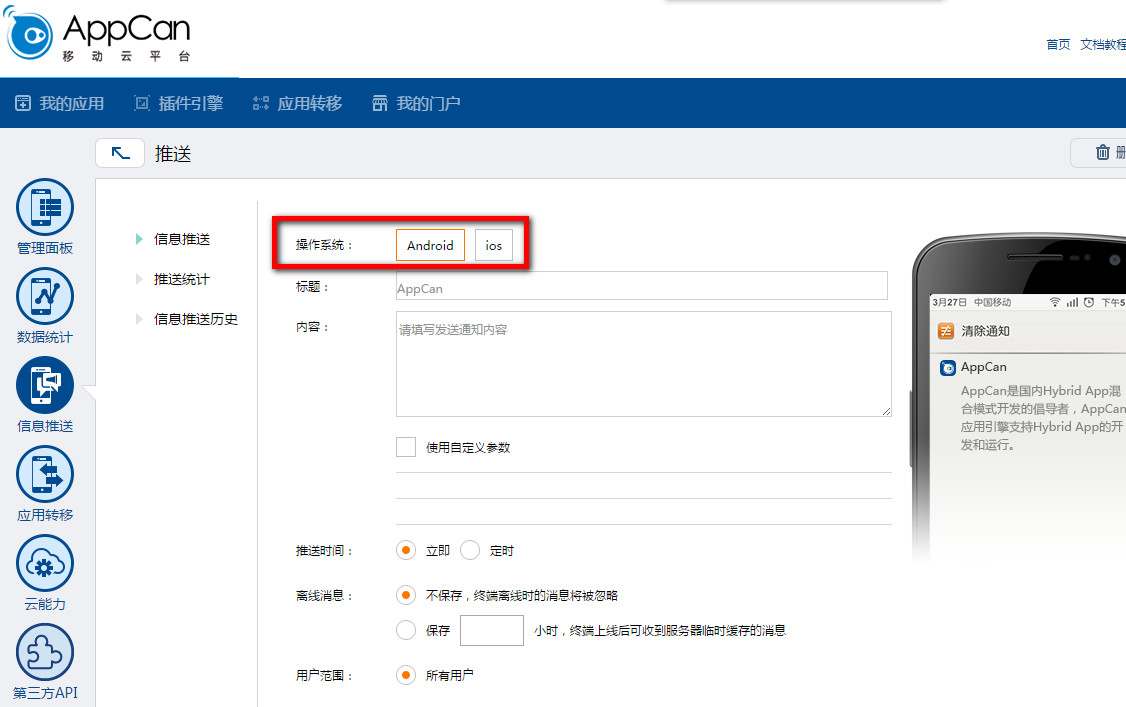 AppCan
移动云平台
首页 文档教程
我的应用 插件引擎 应用转移 我的门户
推送
管理面板
数据统计
信息推送
应用转移
云能力
第三方API
信息推送
推送统计
信息推送历史
操作系统： Android ios
标题： AppCan
内容： 请填写发送通知内容
使用自定义参数
推送时间： 立即 定时
离线消息： 不保存，终端离线时的消息将被忽略
保存 小时，终端上线后可收到服务器临时缓存的消息
用户范围： 所有用户
3月27日 中国移动 下午5
清除通知
AppCan
AppCan是国内Hybrid App混
合模式开发的倡导者，AppCan
应用引擎支持Hybrid App的开
发和运行。